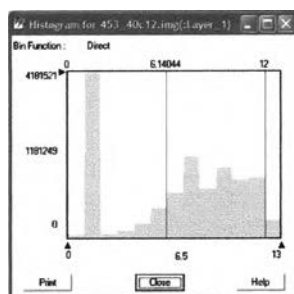 Histogram for 453_40c12.img(:Layer_1)
Bin Function : Direct
0 6.14044 12
4181521
1181249
0
0 6.5 13
Print Close Help